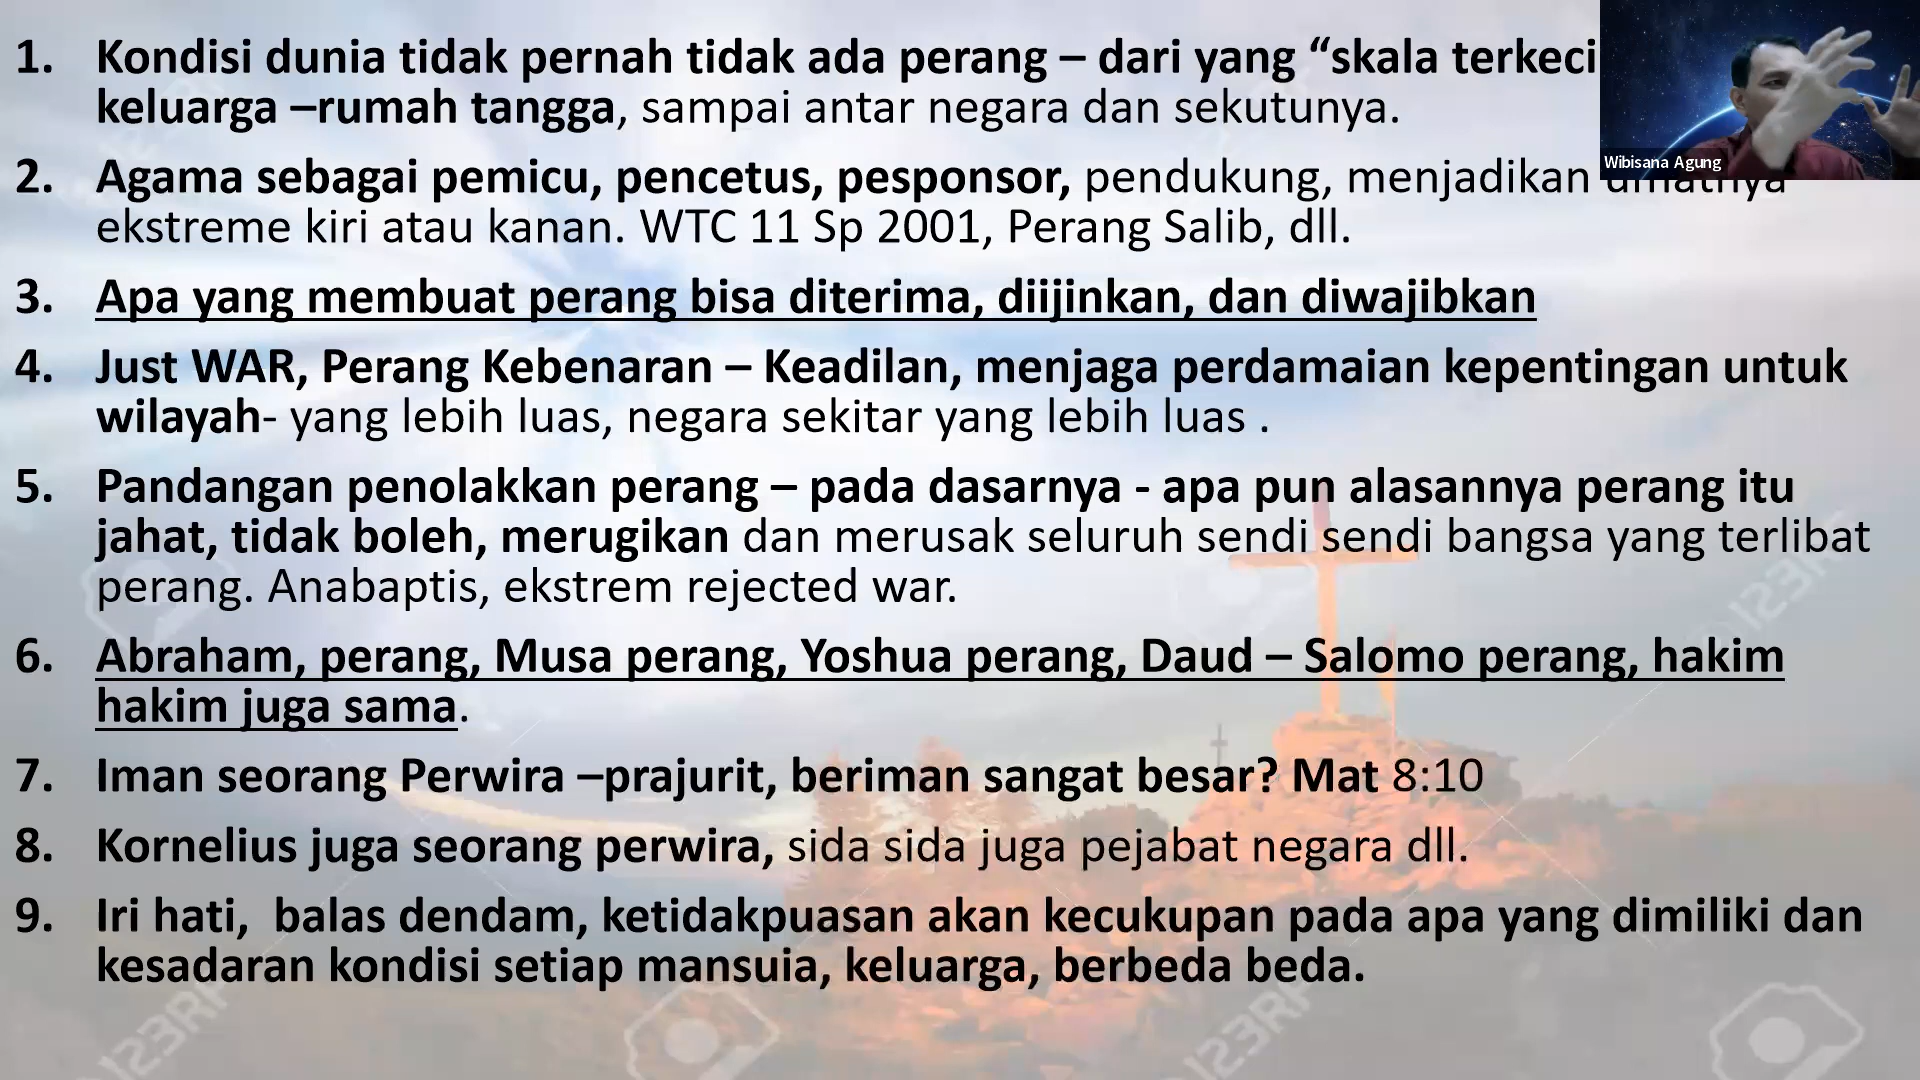 1. Kondisi dunia tidak pernah tidak ada perang – dari yang “skala terkeci
keluarga –rumah tangga, sampai antar negara dan sekutunya.
Wibisana Agung
2. Agama sebagai pemicu, pencetus, pesponsor, pendukung, menjadikan
ekstreme kiri atau kanan. WTC 11 Sp 2001, Perang Salib, dll.
3. Apa yang membuat perang bisa diterima, diijinkan, dan diwajibkan
4. Just WAR, Perang Kebenaran – Keadilan, menjaga perdamaian kepentingan untuk
wilayah- yang lebih luas, negara sekitar yang lebih luas .
5. Pandangan penolakkan perang – pada dasarnya - apa pun alasannya perang itu
jahat, tidak boleh, merugikan dan merusak seluruh sendi sendi bangsa yang terlibat
perang. Anabaptis, ekstrem rejected war.
6. Abraham, perang, Musa perang, Yoshua perang, Daud – Salomo perang, hakim
hakim juga sama.
7. Iman seorang Perwira –prajurit, beriman sangat besar? Mat 8:10
8. Kornelius juga seorang perwira, sida sida juga pejabat negara dll.
9. Iri hati,  balas dendam, ketidakpuasan akan kecukupan pada apa yang dimiliki dan
kesadaran kondisi setiap mansuia, keluarga, berbeda beda.
123RF
123RF
123RF